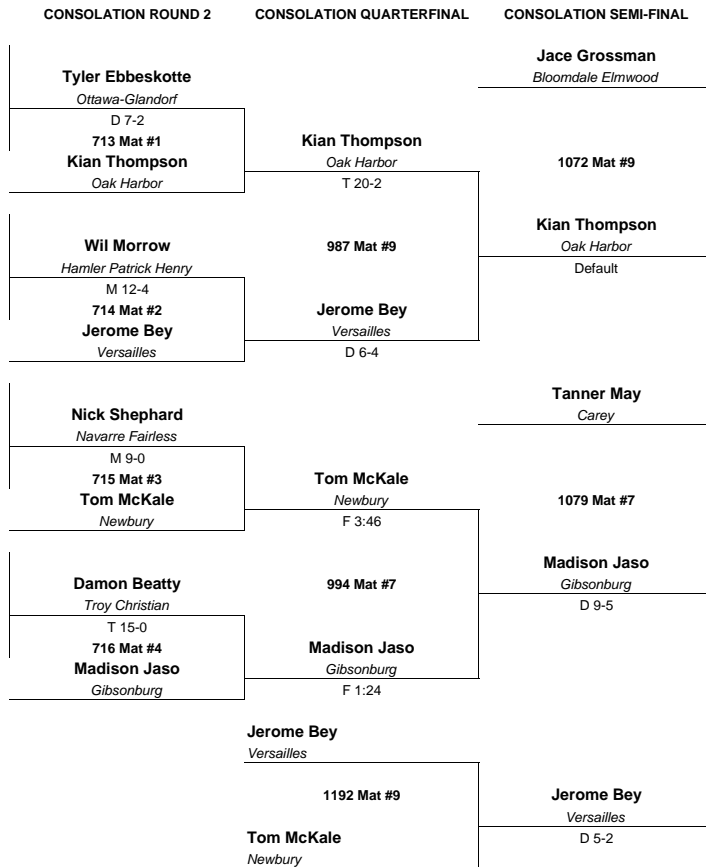 CONSOLATION ROUND 2
CONSOLATION QUARTERFINAL
CONSOLATION SEMI-FINAL
Jace Grossman
Bloomdale Elmwood
Tyler Ebbeskotte
Ottawa-Glandorf
D 7-2
713 Mat #1
Kian Thompson
Oak Harbor
Kian Thompson
Oak Harbor
T 20-2
1072 Mat #9
Wil Morrow
Hamler Patrick Henry
M 12-4
714 Mat #2
Jerome Bey
Versailles
987 Mat #9
Jerome Bey
Versailles
D 6-4
Kian Thompson
Oak Harbor
Default
Nick Shephard
Navarre Fairless
M 9-0
715 Mat #3
Tom McKale
Newbury
Tom McKale
Newbury
F 3:46
Tanner May
Carey
1079 Mat #7
Damon Beatty
Troy Christian
T 15-0
716 Mat #4
Madison Jaso
Gibsonburg
994 Mat #7
Madison Jaso
Gibsonburg
F 1:24
Madison Jaso
Gibsonburg
D 9-5
Jerome Bey
Versailles
1192 Mat #9
Tom McKale
Newbury
Jerome Bey
Versailles
D 5-2